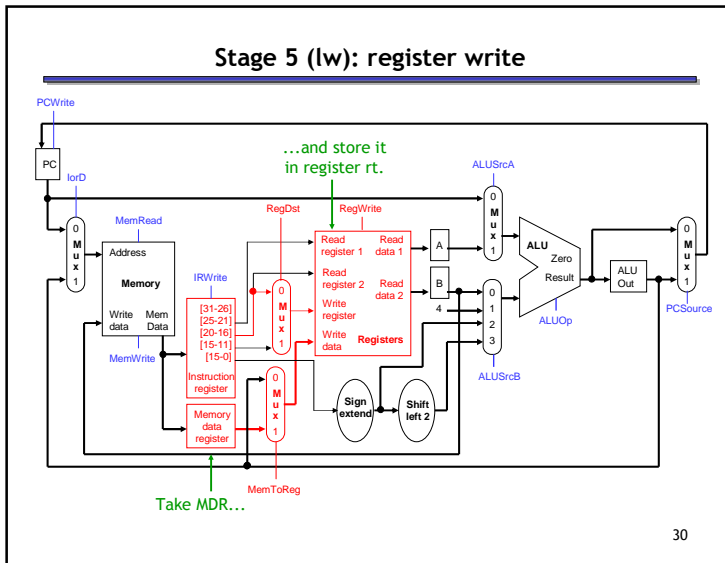 Stage 5 (lw): register write
PCWrite
PC
IorD
0
M
u
x
1
MemRead
Address
Memory
Write
data
Mem
Data
MemWrite
IRWrite
[31-26]
[25-21]
[20-16]
[15-11]
[15-0]
Instruction
register
Memory
data
register
Take MDR...
RegDst
0
M
u
x
1
0
M
u
x
1
MemToReg
...and store it
in register rt.
RegWrite
Read
register 1
Read
data 1
Read
register 2
Read
data 2
Write
register
Write
data
Registers
A
B
4
Sign
extend
Shift
left 2
ALUSrcA
0
M
u
x
1
0
1
2
3
ALUSrcB
ALU
Zero
Result
ALUOp
ALU
Out
0
M
u
x
1
PCSource
30